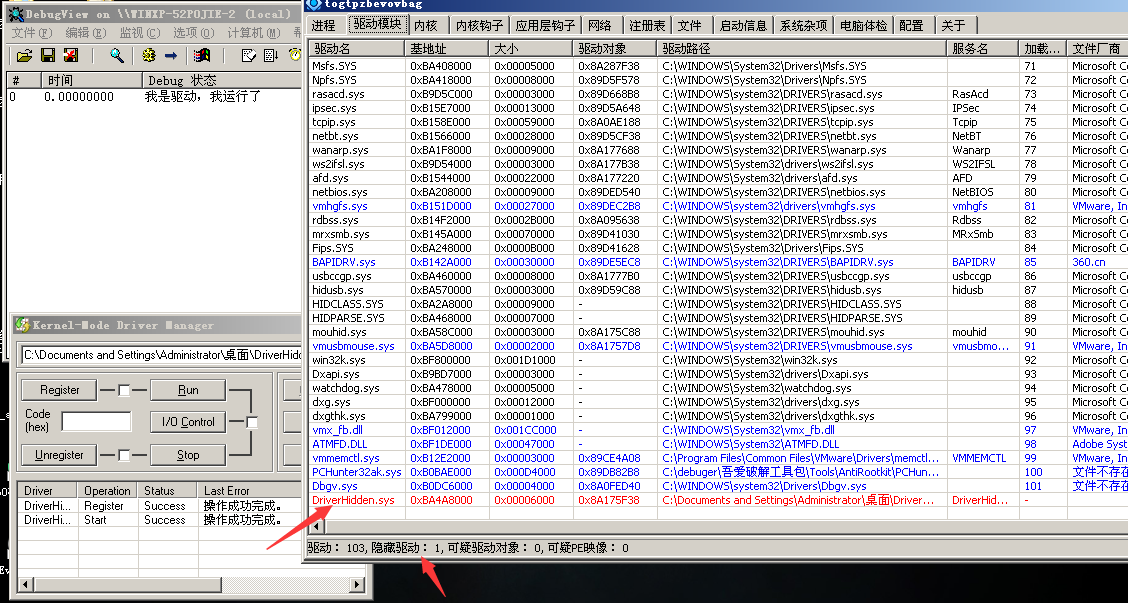 DebugView on \\WINXP-52POJIE-2 (local)
文件(F) 编辑(E) 监视(C) 选项(O) 计算机(M)
# 时间 Debug 状态
0 0.00000000 我是驱动，我运行了
Kernel-Mode Driver Manager
C:\Documents and Settings\Administrator\桌面\DriverHidd
Register Run
Code (hex) I/O Control
Unregister Stop
Driver Operation Status Last Error
DriverHi... Register Success 操作成功完成。
DriverHi... Start Success 操作成功完成。
togtpzbevovbag
进程 驱动模块 内核 内核钩子 应用层钩子 网络 注册表 文件 启动信息 系统杂项 电脑体检 配置 关于
驱动名 基地址 大小 驱动对象 驱动路径 服务名 加载... 文件厂商
Msfs.SYS 0xBA408000 0x00005000 0x8A287F38 C:\WINDOWS\System32\Drivers\Msfs.SYS 71 Microsoft Co
Npfs.SYS 0xBA418000 0x00008000 0x89D5F578 C:\WINDOWS\System32\Drivers\Npfs.SYS 72 Microsoft Co
rasacd.sys 0xB9D5C000 0x00003000 0x89D668B8 C:\WINDOWS\System32\DRIVERS\rasacd.sys RasAcd 73 Microsoft Co
ipsec.sys 0xB15E7000 0x00013000 0x89D5A648 C:\WINDOWS\System32\DRIVERS\ipsec.sys IPSec 74 Microsoft Co
tcpip.sys 0xB158E000 0x00059000 0x8A0AE188 C:\WINDOWS\System32\DRIVERS\tcpip.sys Tcpip 75 Microsoft Co
netbt.sys 0xB1566000 0x00028000 0x89D5CF38 C:\WINDOWS\System32\DRIVERS\netbt.sys NetBT 76 Microsoft Co
wanarp.sys 0xBA1F8000 0x00009000 0x8A177688 C:\WINDOWS\System32\DRIVERS\wanarp.sys Wanarp 77 Microsoft Co
ws2ifsl.sys 0xB9D54000 0x00003000 0x8A177B38 C:\WINDOWS\System32\drivers\ws2ifsl.sys WS2IFSL 78 Microsoft Co
afd.sys 0xB1544000 0x00022000 0x8A177220 C:\WINDOWS\System32\drivers\afd.sys AFD 79 Microsoft Co
netbios.sys 0xBA208000 0x00009000 0x89DED540 C:\WINDOWS\System32\DRIVERS\netbios.sys NetBIOS 80 Microsoft Co
vmhgfs.sys 0xB151D000 0x00027000 0x89DEC2B8 C:\WINDOWS\system32\drivers\vmhgfs.sys vmhgfs 81 VMware, In
rdbss.sys 0xB14F2000 0x0002B000 0x8A095638 C:\WINDOWS\System32\DRIVERS\rdbss.sys Rdbss 82 Microsoft Co
mrxsmb.sys 0xB145A000 0x00070000 0x89D41030 C:\WINDOWS\System32\DRIVERS\mrxsmb.sys MRxSmb 83 Microsoft Co
Fips.SYS 0xBA248000 0x0000B000 0x89D41628 C:\WINDOWS\System32\Drivers\Fips.SYS 84 Microsoft Co
BAPIDRV.sys 0xB142A000 0x00030000 0x89DE5EC8 C:\WINDOWS\system32\DRIVERS\BAPIDRV.sys BAPIDRV 85 360.cn
usbccgp.sys 0xBA460000 0x00008000 0x8A1777B0 C:\WINDOWS\System32\DRIVERS\usbccgp.sys usbccgp 86 Microsoft Co
hidusb.sys 0xBA570000 0x00003000 0x89D59C88 C:\WINDOWS\System32\DRIVERS\hidusb.sys hidusb 87 Microsoft Co
HIDCLASS.SYS 0xBA2A8000 0x00009000 - C:\WINDOWS\System32\DRIVERS\HIDCLASS.SYS 88 Microsoft Co
HIDPARSE.SYS 0xBA468000 0x00007000 - C:\WINDOWS\System32\DRIVERS\HIDPARSE.SYS 89 Microsoft Co
mouhid.sys 0xBA58C000 0x00003000 0x8A175C88 C:\WINDOWS\System32\DRIVERS\mouhid.sys mouhid 90 Microsoft Co
vmusbmouse.sys 0xBA5D8000 0x00002000 0x8A1757D8 C:\WINDOWS\System32\DRIVERS\vmusbmouse.sys vmusbmo... 91 VMware, In
win32k.sys 0xBF800000 0x001D1000 - C:\WINDOWS\System32\win32k.sys 92 Microsoft Co
Dxapi.sys 0xB9BD7000 0x00003000 - C:\WINDOWS\System32\drivers\Dxapi.sys 93 Microsoft Co
watchdog.sys 0xBA478000 0x00005000 - C:\WINDOWS\System32\watchdog.sys 94 Microsoft Co
dxg.sys 0xBF000000 0x00012000 - C:\WINDOWS\System32\drivers\dxg.sys 95 Microsoft Co
dxgthk.sys 0xBA799000 0x00001000 - C:\WINDOWS\System32\drivers\dxgthk.sys 96 Microsoft Co
vmx_fb.dll 0xBF012000 0x001CC000 - C:\WINDOWS\System32\vmx_fb.dll 97 VMware, In
ATMFD.DLL 0xBF1DE000 0x00047000 - C:\WINDOWS\System32\ATMFD.DLL 98 Adobe Syst
vmmemctl.sys 0xB12E2000 0x00003000 0x89CE4A08 C:\Program Files\Common Files\VMware\Drivers\memctl... VMMEMCTL 99 VMware, In
PCHunter32ak.sys 0xB0BAE000 0x000D4000 0x89DB82B8 C:\debuger\吾爱破解工具包\Tools\AntiRootkit\PCHun... 100 文件不存在
Dbgv.sys 0xB0DC6000 0x00004000 0x8A0FED40 C:\WINDOWS\system32\Drivers\Dbgv.sys 101 文件不存在
DriverHidden.sys 0xBA4A8000 0x00006000 0x8A175F38 C:\Documents and Settings\Administrator\桌面\Driver... DriverHid... -
驱动：103, 隐藏驱动：1, 可疑驱动对象：0, 可疑PE映像：0